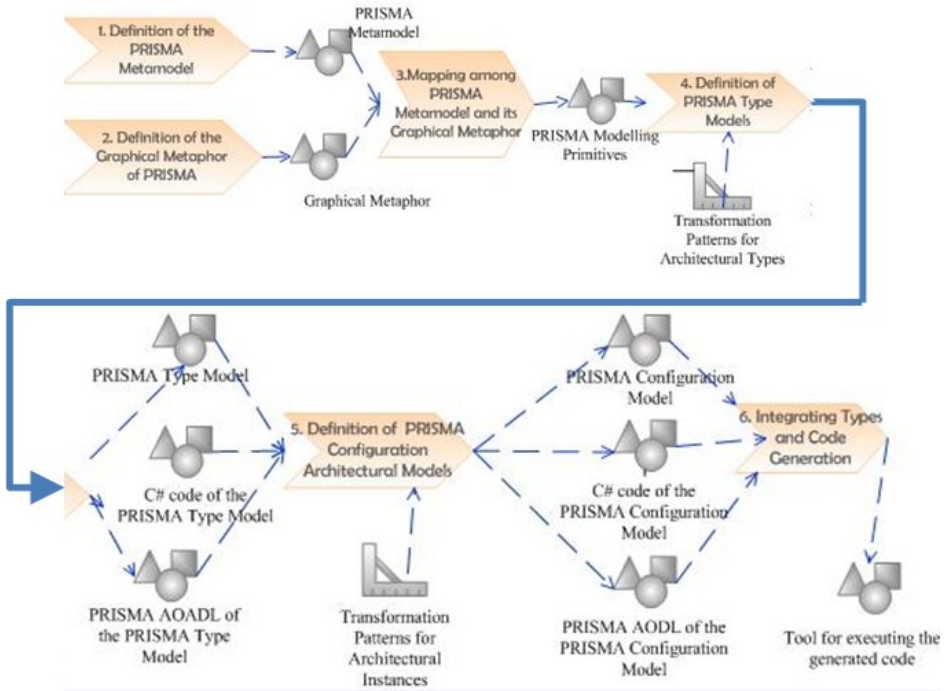 1. Definition of the
PRISMA
Metamodel
PRISMA
Metamodel
2. Definition of the
Graphical Metaphor
of PRISMA
Graphical Metaphor
3.Mapping among
PRISMA
Metamodel and its
Graphical Metaphor
PRISMA Modelling
Primitives
4. Definition of
PRISMA Type
Models
Transformation
Patterns for
Architectural Types
PRISMA Type Model
C# code of the
PRISMA Type Model
PRISMA AOADL of
the PRISMA Type
Model
5. Definition of PRISMA
Configuration
Architectural Models
Transformation
Patterns for
Architectural
Instances
PRISMA Configuration
Model
C# code of the
PRISMA Configuration
Model
PRISMA AODL of the
PRISMA Configuration
Model
6. Integrating Types
and Code
Generation
Tool for executing the
generated code